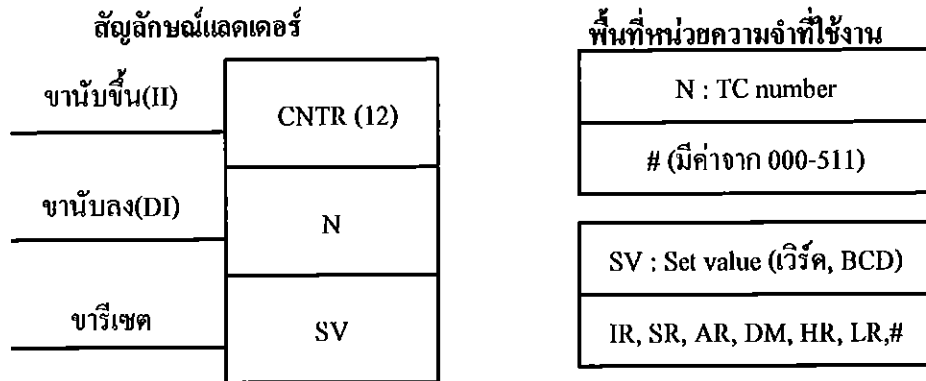 สัญลักษณ์แลดเดอร์
ขานับขึ้น(II)
CNTR (12)
ขานับลง(DI)
N
ขารีเซต
SV
พื้นที่หน่วยความจำที่ใช้งาน
N : TC number
# (มีค่าจาก 000-511)
SV : Set value (เวิร์ค, BCD)
IR, SR, AR, DM, HR, LR,#